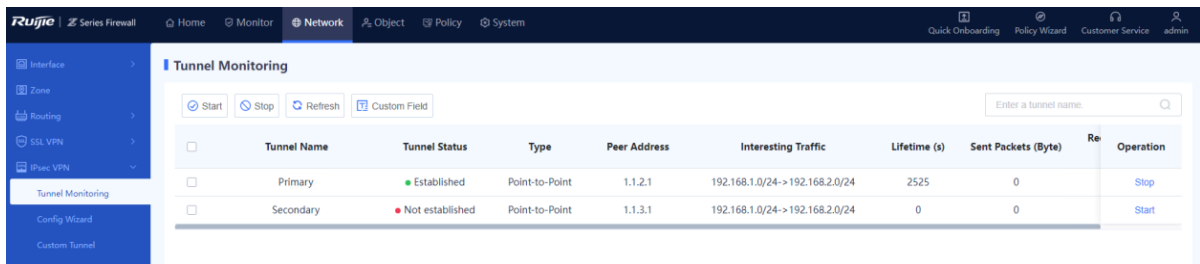 Ruijie | Z Series Firewall Home Monitor Network Object Policy System Quick Onboarding Policy Wizard Customer Service admin
Interface
Zone
Routing
SSL VPN
IPsec VPN
Tunnel Monitoring
Config Wizard
Custom Tunnel
Tunnel Monitoring
Start Stop Refresh Custom Field Enter a tunnel name.
Tunnel Name Tunnel Status Type Peer Address Interesting Traffic Lifetime (s) Sent Packets (Byte) Operation
Primary Established Point-to-Point 1.1.2.1 192.168.1.0/24->192.168.2.0/24 2525 0 Stop
Secondary Not established Point-to-Point 1.1.3.1 192.168.1.0/24->192.168.2.0/24 0 0 Start